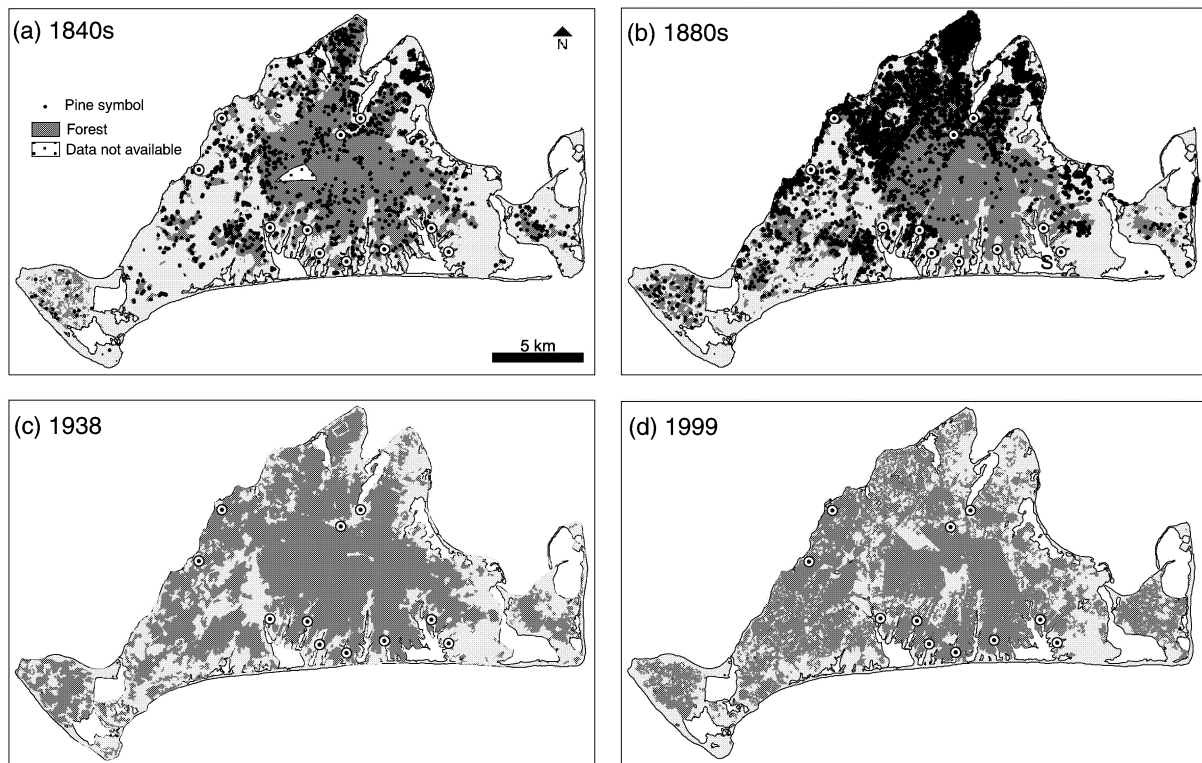 (a) 1840s
N
Pine symbol
Forest
Data not available
5 km
(b) 1880s
S
(c) 1938
(d) 1999